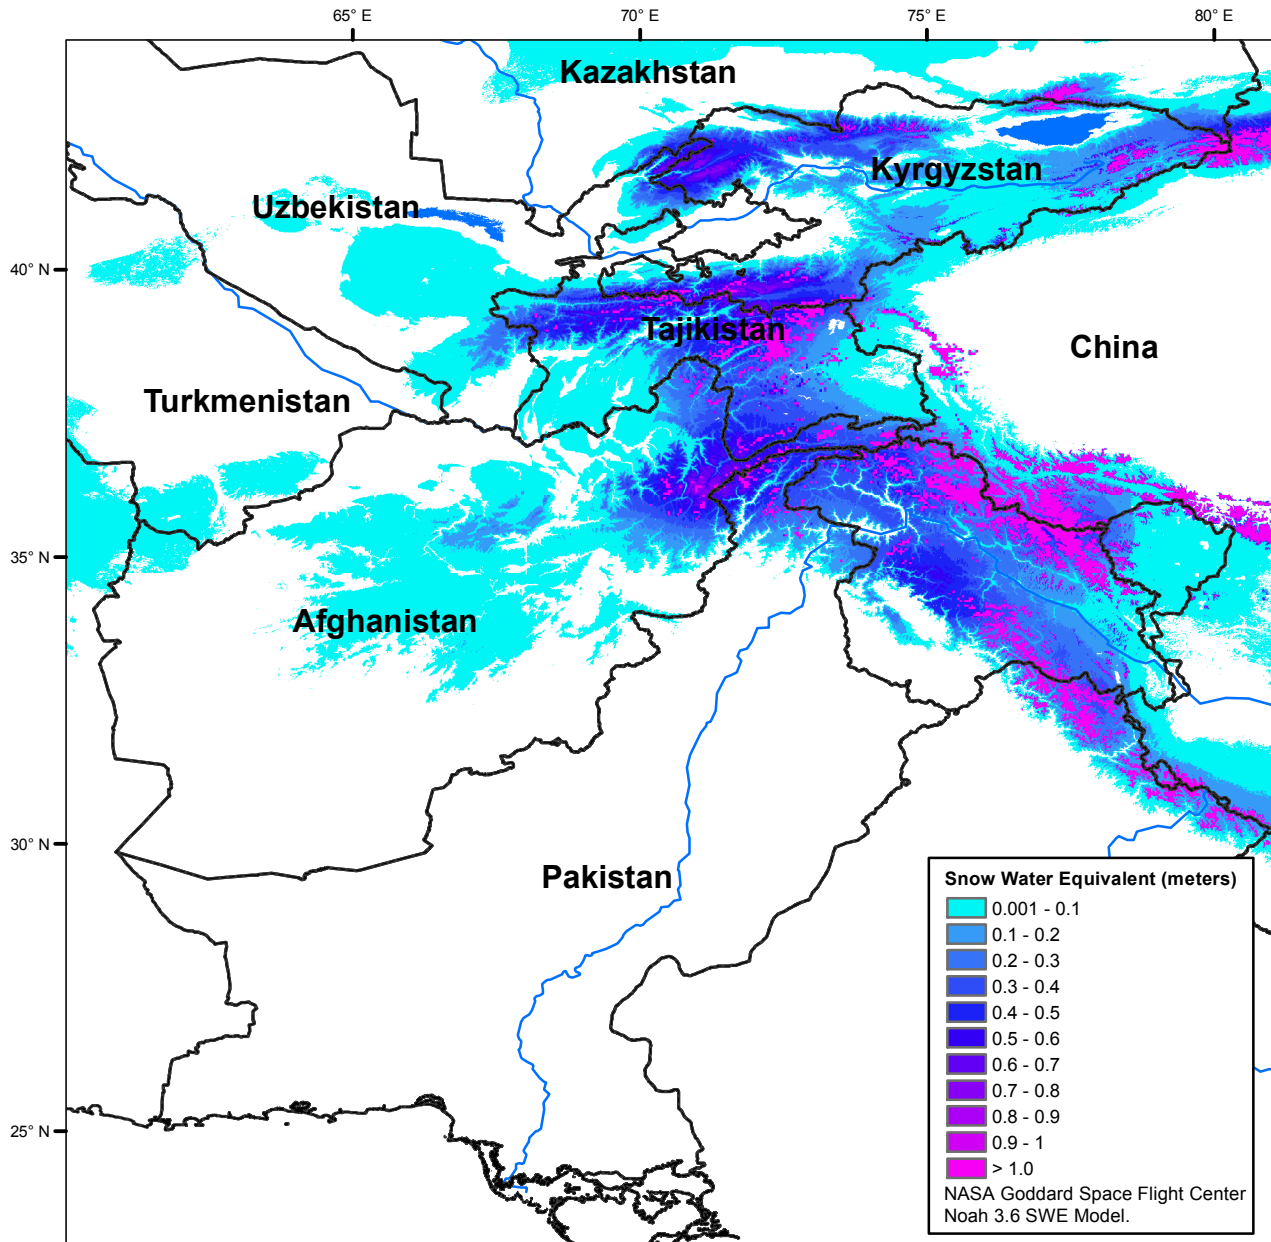 65° E
70° E
75° E
80° E
Kazakhstan
Kyrgyzstan
Uzbekistan
40° N
Tajikistan
China
Turkmenistan
35° N
Afghanistan
30° N
Pakistan
25° N
Snow Water Equivalent (meters)
0.001 - 0.1
0.1 - 0.2
0.2 - 0.3
0.3 - 0.4
0.4 - 0.5
0.5 - 0.6
0.6 - 0.7
0.7 - 0.8
0.8 - 0.9
0.9 - 1
> 1.0
NASA Goddard Space Flight Center
Noah 3.6 SWE Model.